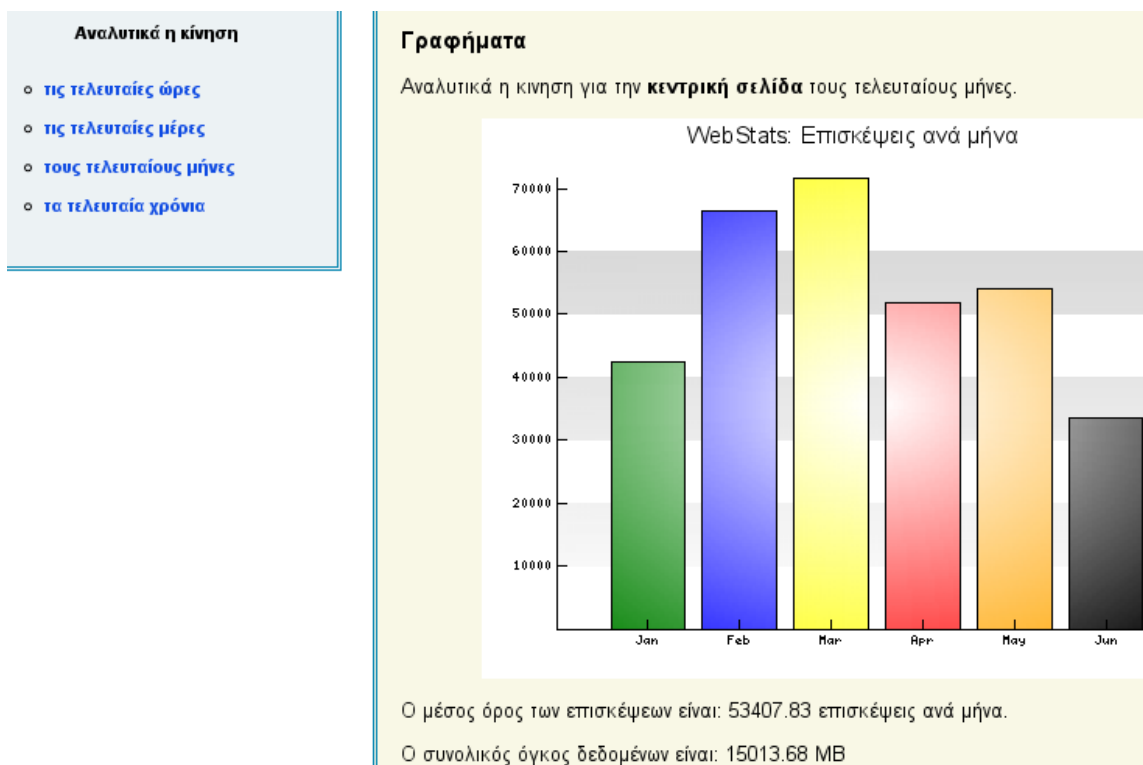 Αναλυτικά η κίνηση
τις τελευταίες ώρες
τις τελευταίες μέρες
τους τελευταίους μήνες
τα τελευταία χρόνια
Γραφήματα
Αναλυτικά η κινηση για την κεντρική σελίδα τους τελευταίους μήνες.
WebStats: Επισκέψεις ανά μήνα
70000
60000
50000
40000
30000
20000
10000
Jan Feb Mar Apr May Jun
Ο μέσος όρος των επισκέψεων είναι: 53407.83 επισκέψεις ανά μήνα.
Ο συνολικός όγκος δεδομένων είναι: 15013.68 MB